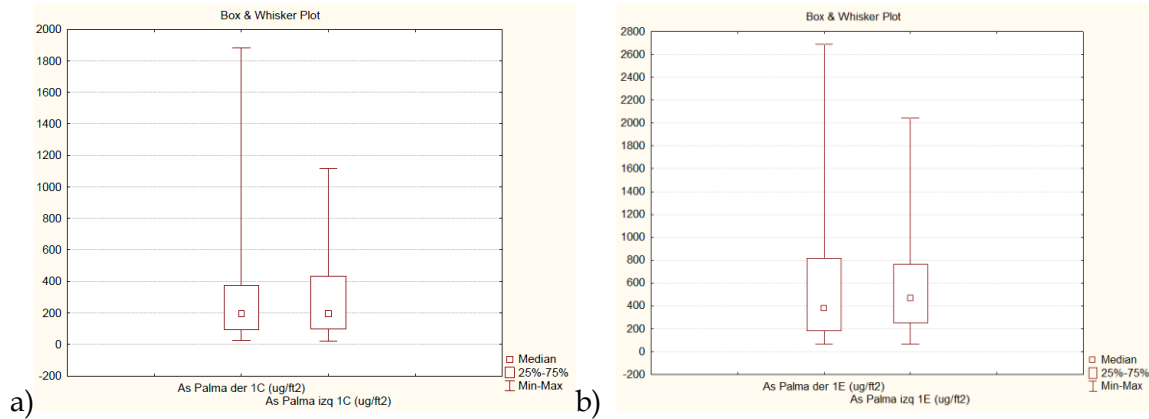 Box & Whisker Plot
2000
1800
1600
1400
1200
1000
800
600
400
200
0
-200
As Palma der 1C (ug/ft2)
As Palma izq 1C (ug/ft2)
Median
25%-75%
Min-Max
a)
Box & Whisker Plot
2800
2600
2400
2200
2000
1800
1600
1400
1200
1000
800
600
400
200
0
-200
As Palma der 1E (ug/ft2)
As Palma izq 1E (ug/ft2)
Median
25%-75%
Min-Max
b)